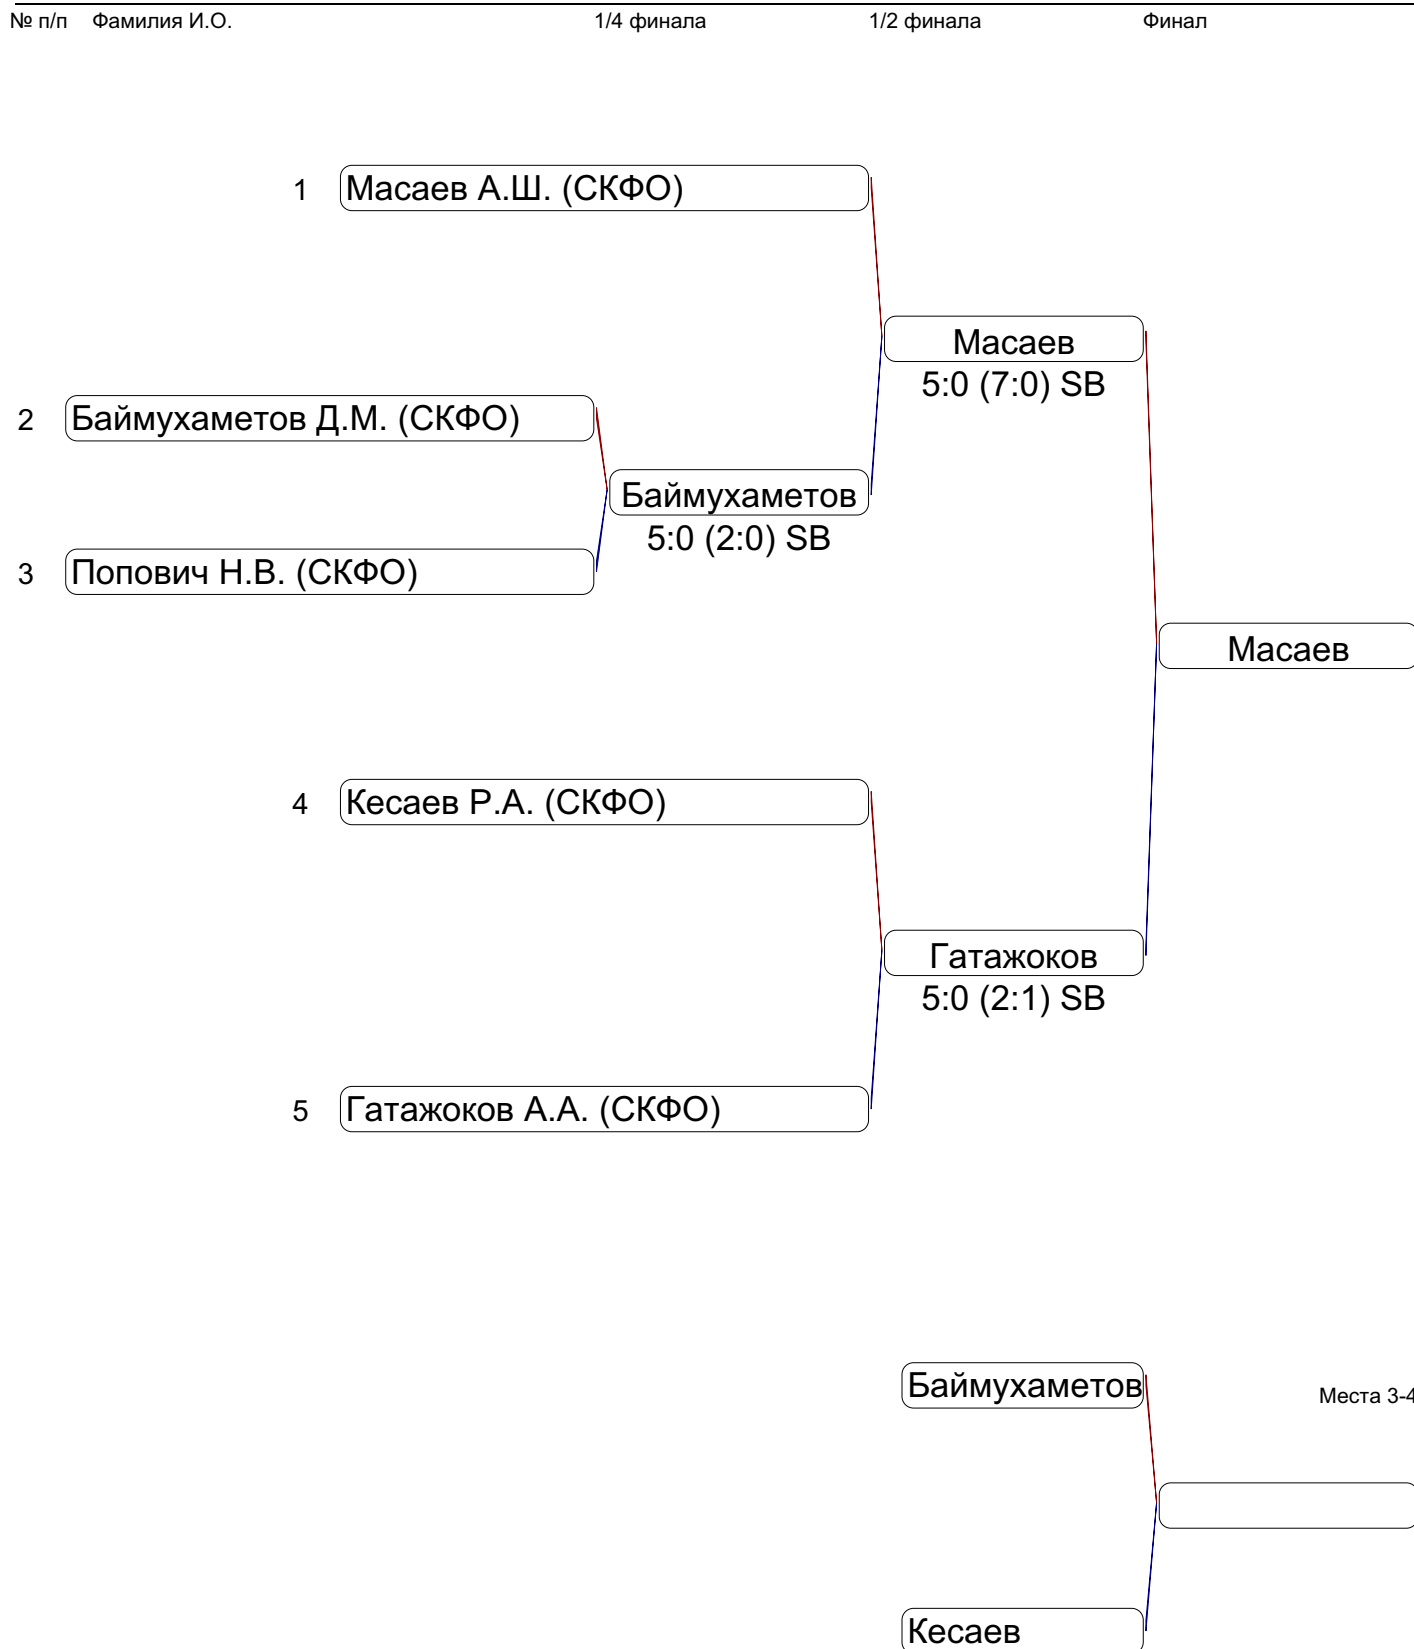 № п/п Фамилия И.О. 1/4 финала 1/2 финала Финал
1 Масаев А.Ш. (СКФО)
Масаев
5:0 (7:0) SB
2 Баймухаметов Д.М. (СКФО)
Баймухаметов
5:0 (2:0) SB
3 Попович Н.В. (СКФО)
Масаев
4 Кесаев Р.А. (СКФО)
Гатажоков
5:0 (2:1) SB
5 Гатажоков А.А. (СКФО)
Баймухаметов
Места 3-4
Кесаев